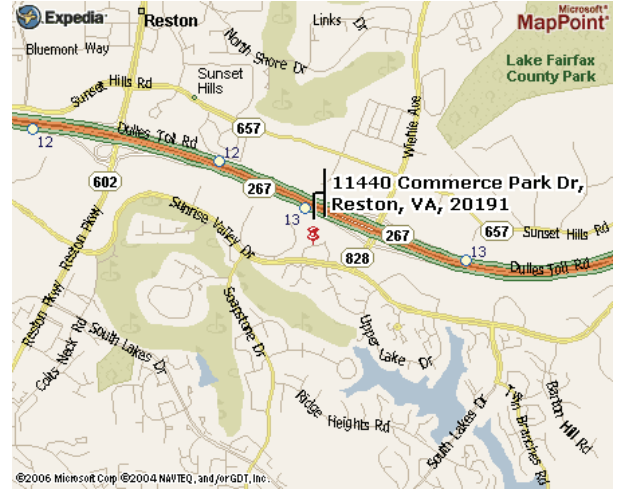 Expedia®
Microsoft®
MapPoint®
Reston
Links Dr
Bluemont Way
North Shore Dr
Lake Fairfax
County Park
Sunset Hills Rd
Sunset
Hills
Wiehle Ave
657
Dulles Toll Rd
12
12
602
267
11440 Commerce Park Dr,
Reston, VA, 20191
13
Sunrise Valley Dr
267
657
Sunset Hills Rd
828
13
Dulles Toll Rd
Reston Pkwy
Reston Pkwy
Soapstone Dr
South Lakes Dr
Colts Neck Rd
Upper Lake Dr
Ridge Heights Rd
South Lakes Dr
Twin Branches Rd
Barton Hill Rd
©2006 Microsoft Corp ©2004 NAVTEQ, and/or GDT, Inc.